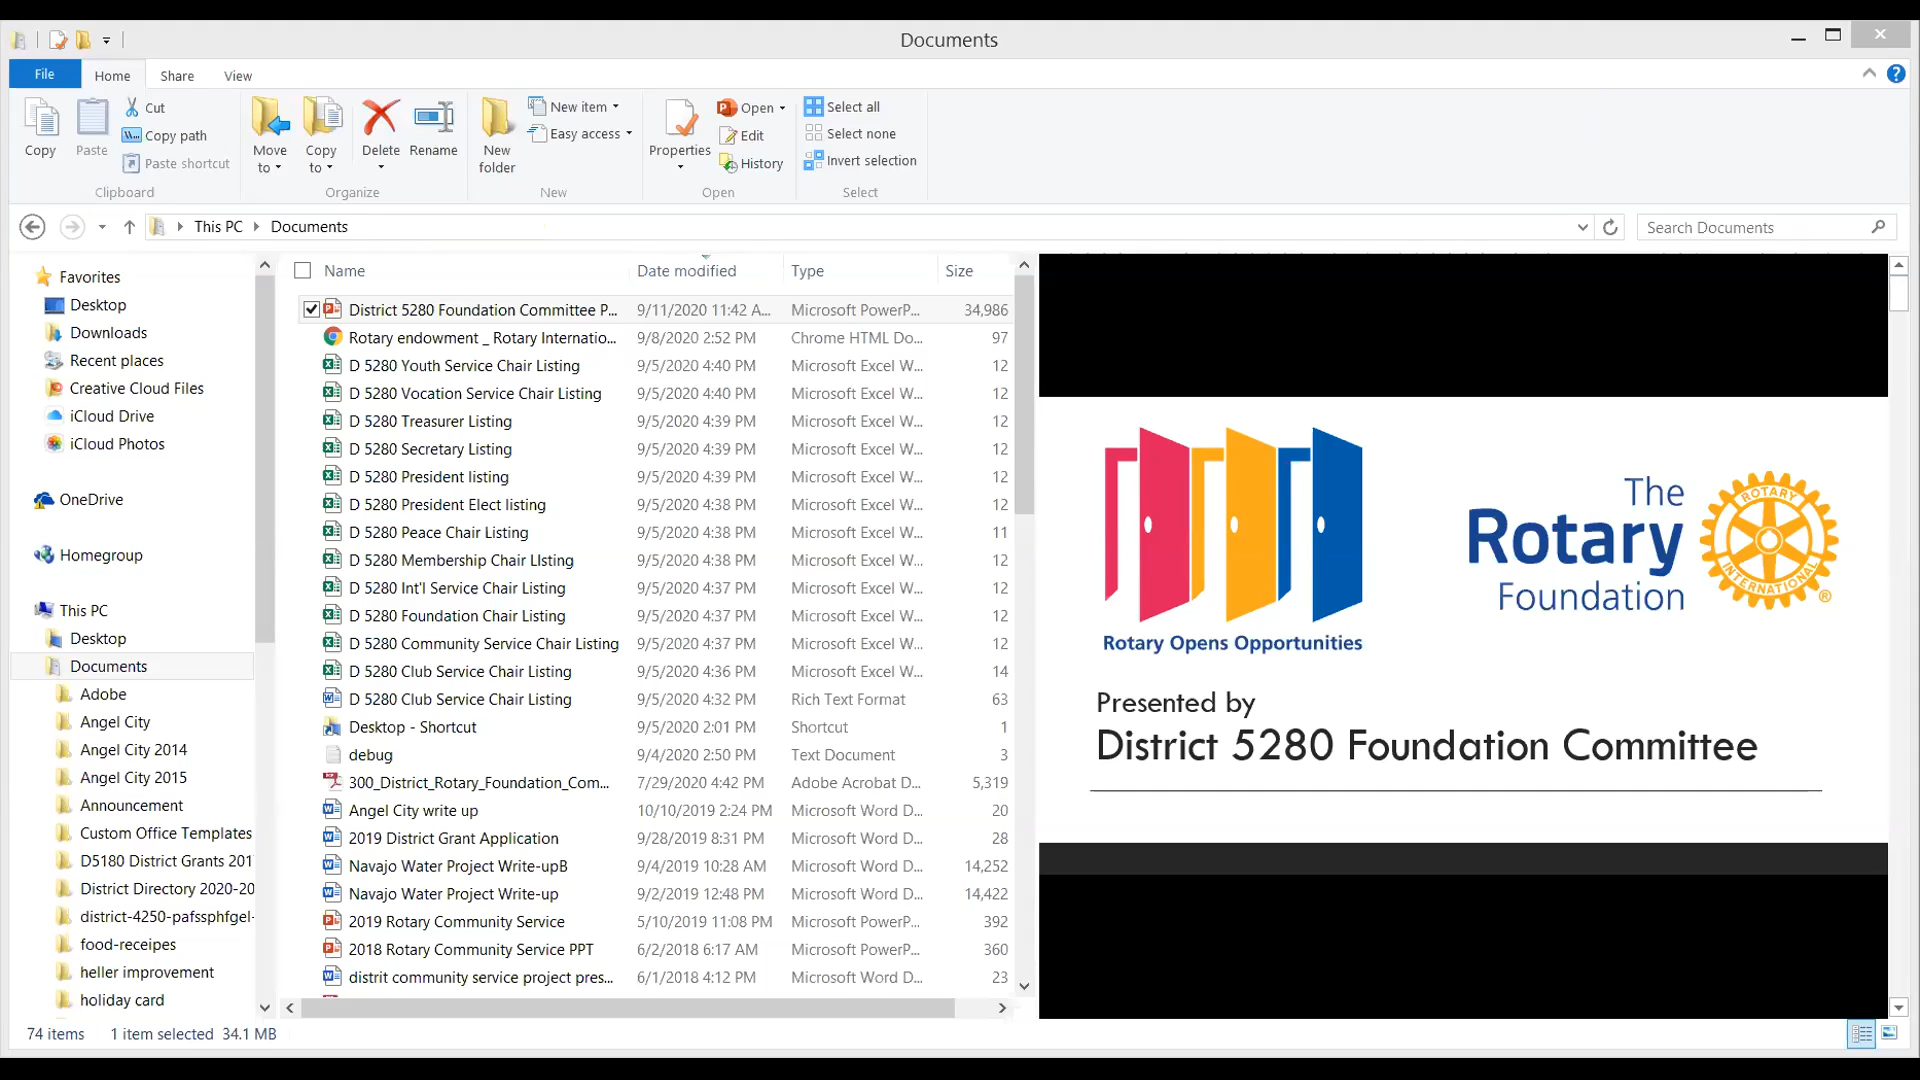 Documents
File Home Share View
Copy
Paste
Cut
Copy path
Paste shortcut
Clipboard
Move to
Copy to
Delete
Rename
Organize
New folder
New item
Easy access
New
Properties
Open
Edit
History
Open
Select all
Select none
Invert selection
Select
This PC Documents
Search Documents
Favorites
Desktop
Downloads
Recent places
Creative Cloud Files
iCloud Drive
iCloud Photos
OneDrive
Homegroup
This PC
Desktop
Documents
Adobe
Angel City
Angel City 2014
Angel City 2015
Announcement
Custom Office Templates
D5180 District Grants 201
District Directory 2020-20
district-4250-pafssphfgel-
food-receipes
heller improvement
holiday card
Name Date modified Type Size
District 5280 Foundation Committee P... 9/11/2020 11:42 A... Microsoft PowerP... 34,986
Rotary endowment _ Rotary Internatio... 9/8/2020 2:52 PM Chrome HTML Do... 97
D 5280 Youth Service Chair Listing 9/5/2020 4:40 PM Microsoft Excel W... 12
D 5280 Vocation Service Chair Listing 9/5/2020 4:40 PM Microsoft Excel W... 12
D 5280 Treasurer Listing 9/5/2020 4:39 PM Microsoft Excel W... 12
D 5280 Secretary Listing 9/5/2020 4:39 PM Microsoft Excel W... 12
D 5280 President listing 9/5/2020 4:39 PM Microsoft Excel W... 12
D 5280 President Elect listing 9/5/2020 4:38 PM Microsoft Excel W... 12
D 5280 Peace Chair Listing 9/5/2020 4:38 PM Microsoft Excel W... 11
D 5280 Membership Chair LIsting 9/5/2020 4:38 PM Microsoft Excel W... 12
D 5280 Int'l Service Chair Listing 9/5/2020 4:37 PM Microsoft Excel W... 12
D 5280 Foundation Chair Listing 9/5/2020 4:37 PM Microsoft Excel W... 12
D 5280 Community Service Chair Listing 9/5/2020 4:37 PM Microsoft Excel W... 12
D 5280 Club Service Chair Listing 9/5/2020 4:36 PM Microsoft Excel W... 14
D 5280 Club Service Chair Listing 9/5/2020 4:32 PM Rich Text Format 63
Desktop - Shortcut 9/5/2020 2:01 PM Shortcut 1
debug 9/4/2020 2:50 PM Text Document 3
300_District_Rotary_Foundation_Com... 7/29/2020 4:42 PM Adobe Acrobat D... 5,319
Angel City write up 10/10/2019 2:24 PM Microsoft Word D... 20
2019 District Grant Application 9/28/2019 8:31 PM Microsoft Word D... 28
Navajo Water Project Write-upB 9/4/2019 10:28 AM Microsoft Word D... 14,252
Navajo Water Project Write-up 9/2/2019 12:48 PM Microsoft Word D... 14,422
2019 Rotary Community Service 5/10/2019 11:08 PM Microsoft PowerP... 392
2018 Rotary Community Service PPT 6/2/2018 6:17 AM Microsoft PowerP... 360
distrit community service project pres... 6/1/2018 4:12 PM Microsoft Word D... 23
Rotary Opens Opportunities
The
Rotary
Foundation
ROTARY
INTERNATIONAL
®
Presented by
District 5280 Foundation Committee
74 items 1 item selected 34.1 MB